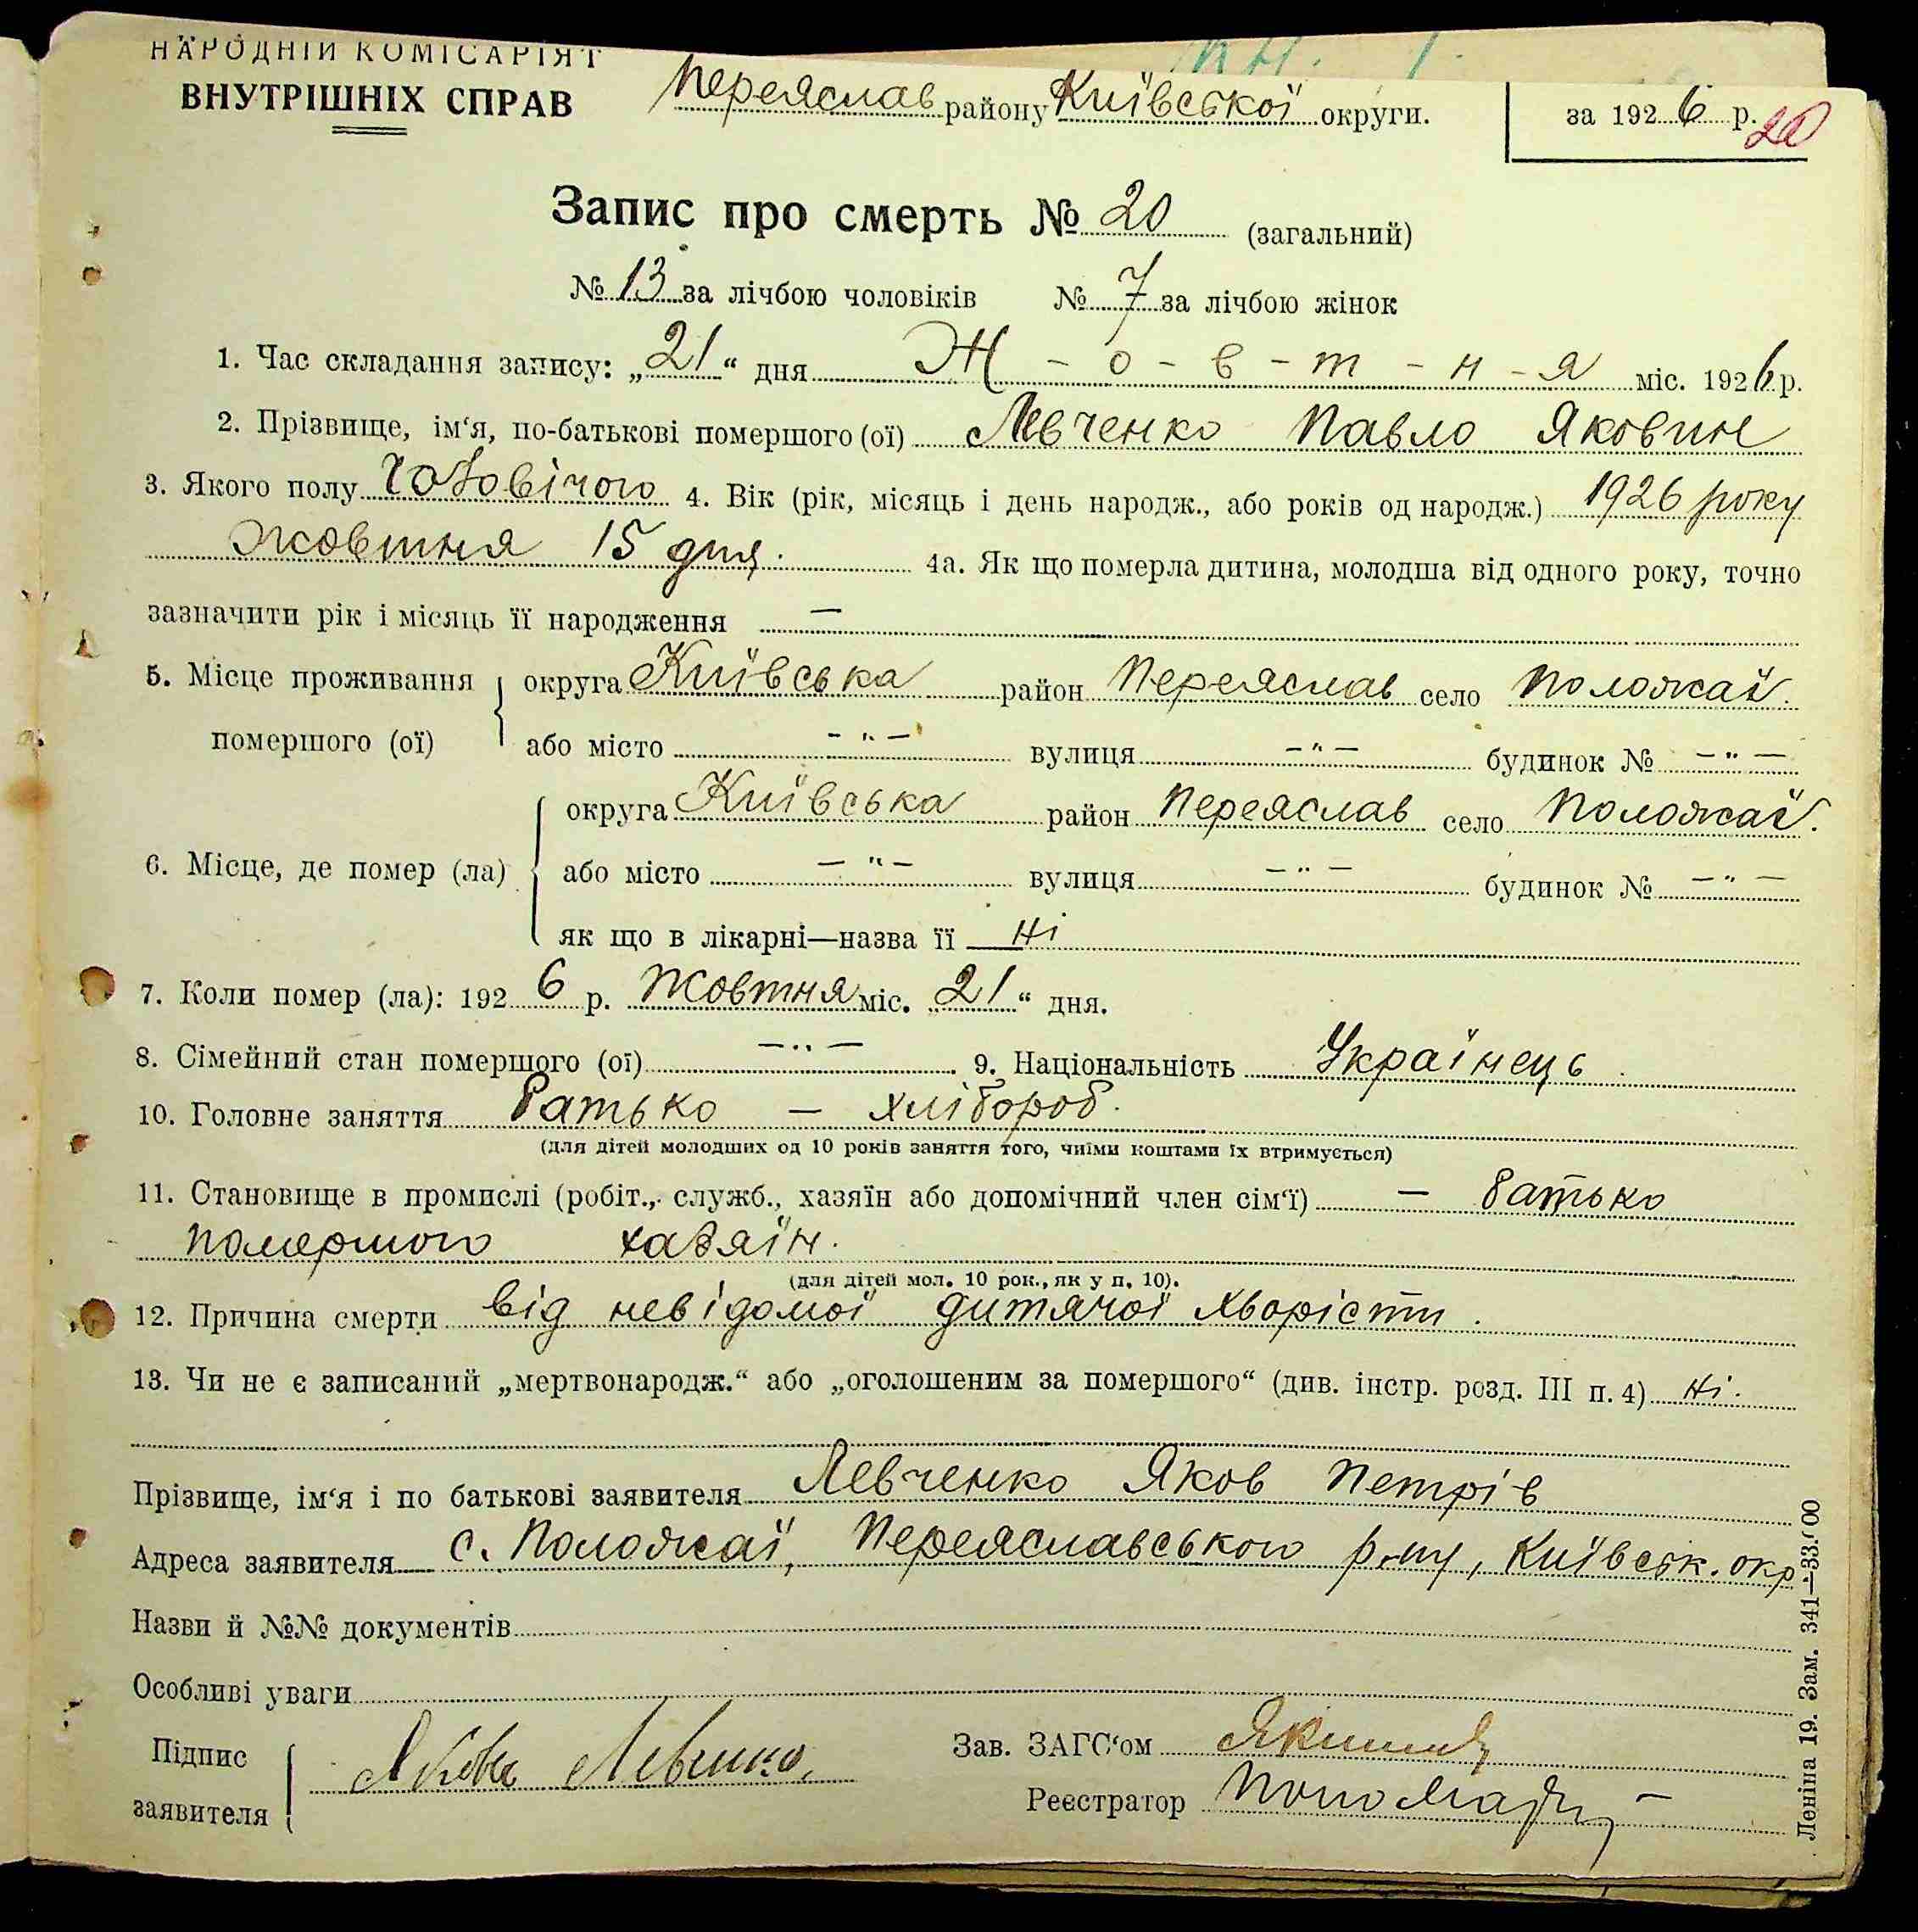 НАРОДНІЙ КОМІСАРІЯТ
ВНУТРІШНІХ СПРАВ
Переяслав району Київської округи.
за 1926 р.
20
Запис про смерть № 20 (загальний)
№ 13 за лічбою чоловіків № 7 за лічбою жінок
1. Час складання запису: „21“ дня Ж - о - в - т - н - я міс. 1926 р.
2. Прізвище, ім‘я, по-батькові помершого (ої) Левченко Павло Яковин
3. Якого полу Чоловічого 4. Вік (рік, місяць і день народж., або років од народж.) 1926 року
Жовтня 15 дня. 4а. Як що померла дитина, молодша від одного року, точно
зазначити рік і місяць її народження —
5. Місце проживання округа Київська район Переяслав село Положаї.
помершого (ої) або місто - " - вулиця - " - будинок № - " -
округа Київська район Переяслав село Положаї.
6. Місце, де помер (ла) або місто - " - вулиця - " - будинок № - " -
як що в лікарні—назва її Ні
7. Коли помер (ла): 1926 р. Жовтня міс. „21“ дня.
8. Сімейний стан помершого (ої) - " - 9. Національність Українець
10. Головне заняття Батько — хлібороб.
(для дітей молодших од 10 років заняття того, чиїми коштами їх втримується)
11. Становище в промислі (робіт., служб., хазяїн або допомічний член сім‘ї) — Батько
помершого хазяїн.
(для дітей мол. 10 рок., як у п. 10).
12. Причина смерти від невідомої дитячої хворісти.
13. Чи не є записаний „мертвонародж.“ або „оголошеним за помершого“ (див. інстр. розд. III п. 4) Ні.
Прізвище, ім‘я і по батькові заявителя Левченко Яков Петрів
Адреса заявителя с. Положаї, Переяславського р-ну, Київськ. окр
Назви й №№ документів
Особливі уваги
Підпис заявителя Яков Левченко.
Зав. ЗАГС‘ом
Реєстратор
Леніна 19. Зам. 341—33.000